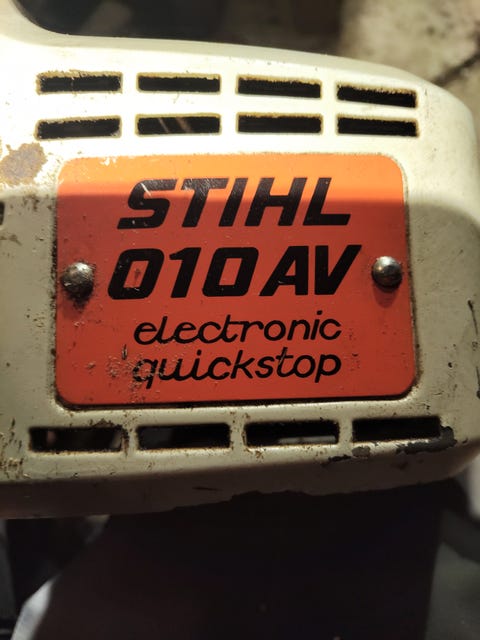 STIHL
010 AV
electronic
quickstop